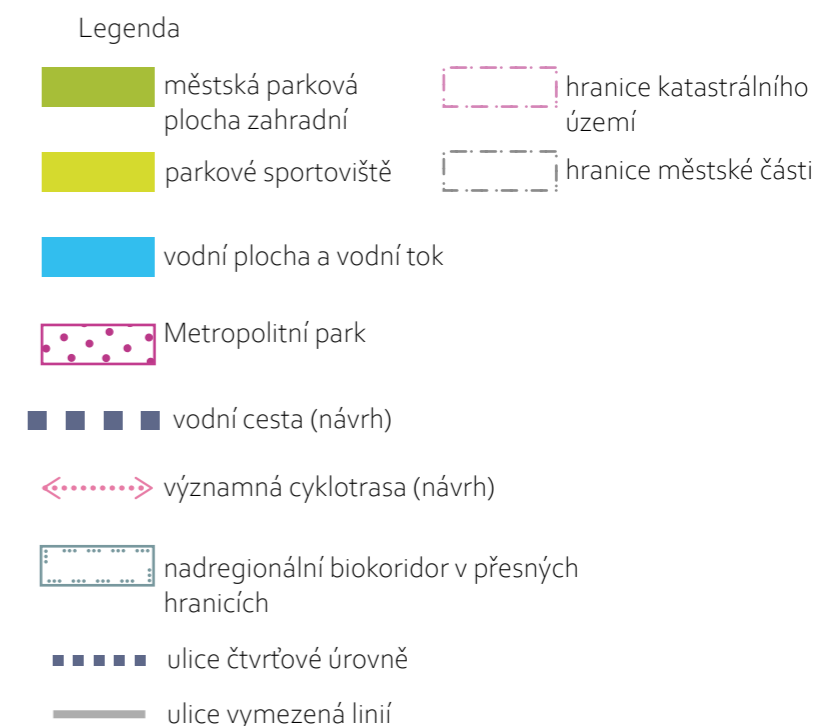 Legenda
městská parková
plocha zahradní
parkové sportoviště
vodní plocha a vodní tok
Metropolitní park
vodní cesta (návrh)
významná cyklotrasa (návrh)
nadregionální biokoridor v přesných
hranicích
ulice čtvrťové úrovně
ulice vymezená linií
hranice katastrálního
území
hranice městské části